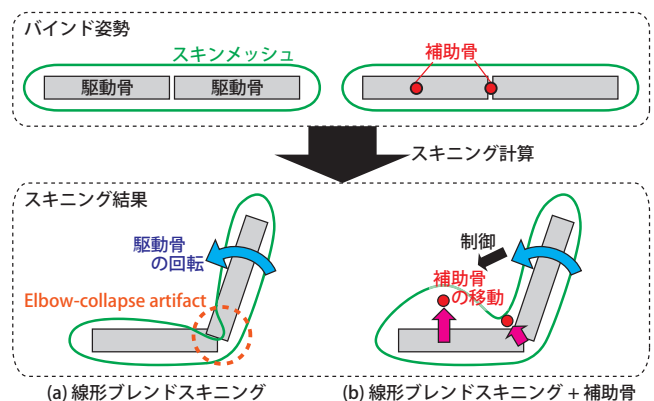 バインド姿勢
スキンメッシュ
駆動骨
駆動骨
補助骨
スキニング計算
スキニング結果
駆動骨
の回転
Elbow-collapse artifact
制御
補助骨
の移動
(a) 線形ブレンドスキニング
(b) 線形ブレンドスキニング + 補助骨